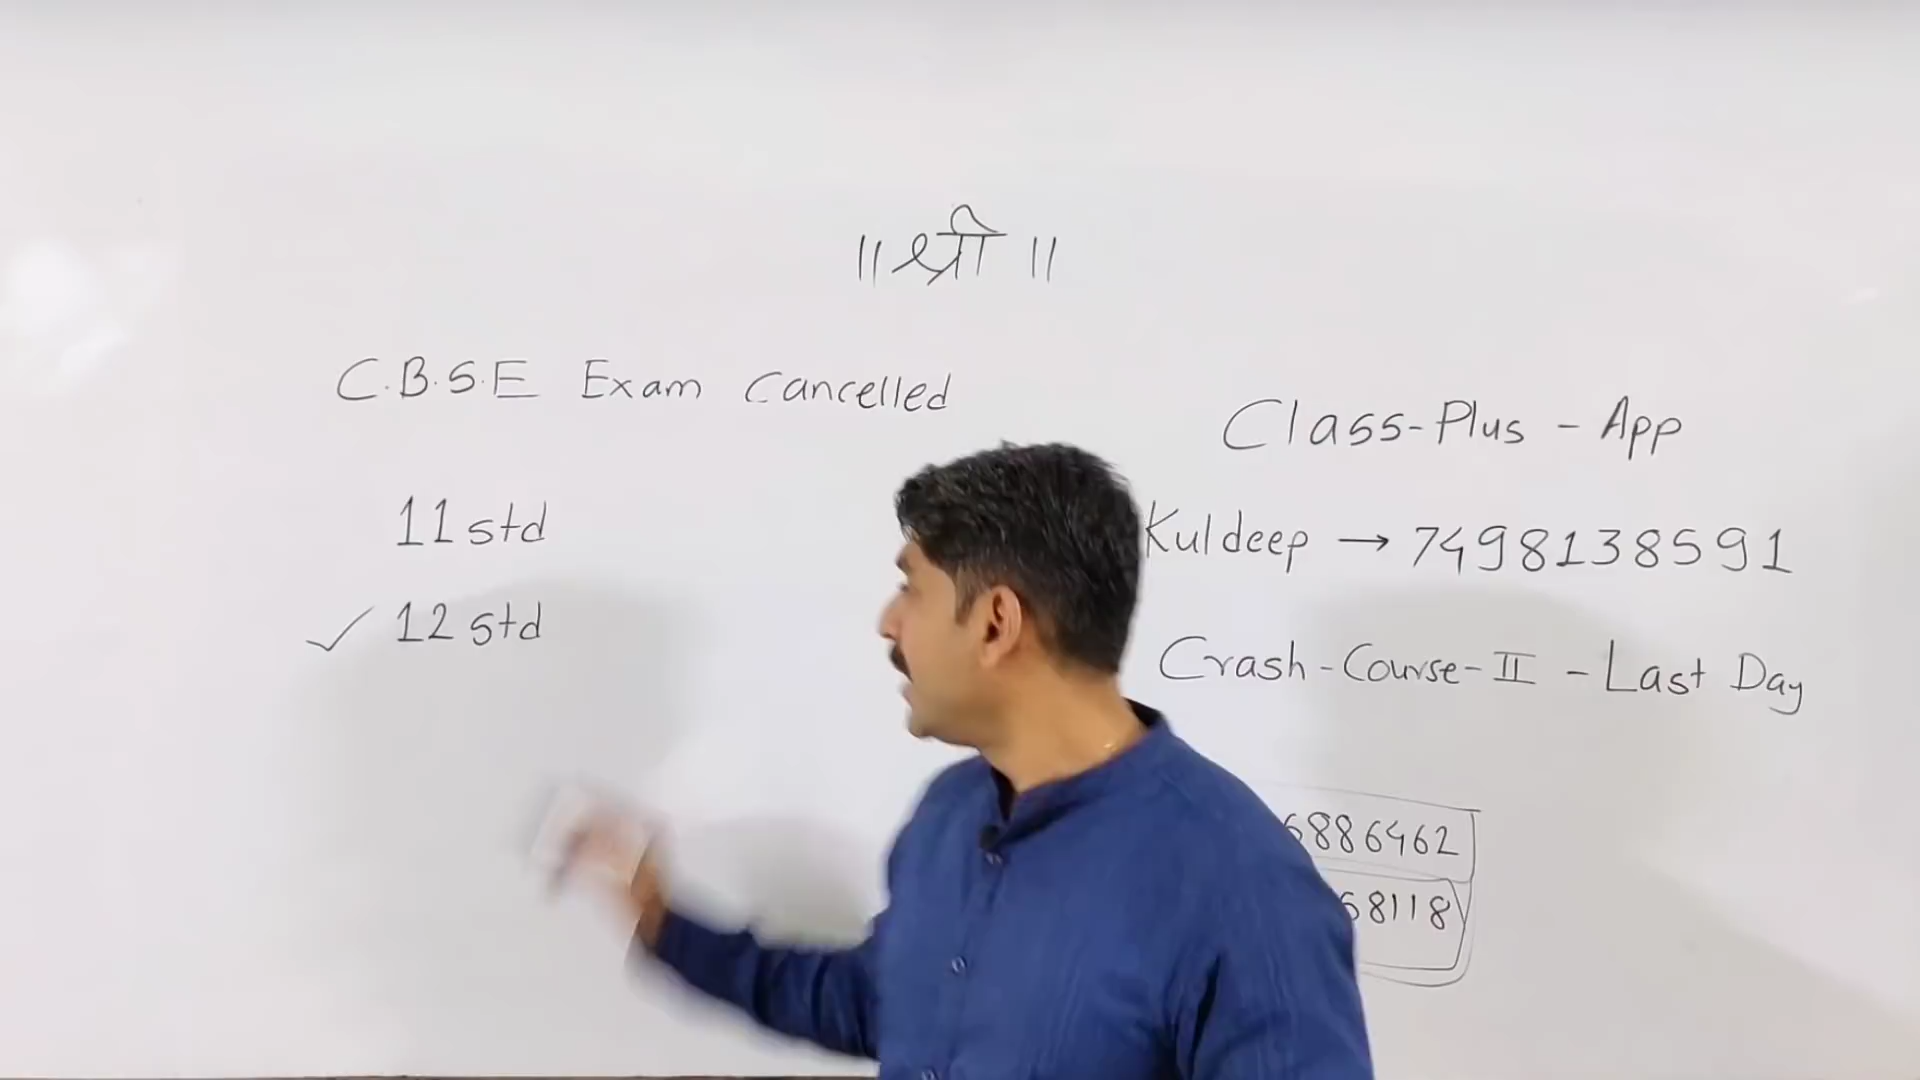 ॥ श्री ॥
C.B.S.E Exam Cancelled
11 std
✓ 12 std
Class-Plus - App
Kuldeep → 7498138591
Crash-Course-II - Last Day
6886462
68118